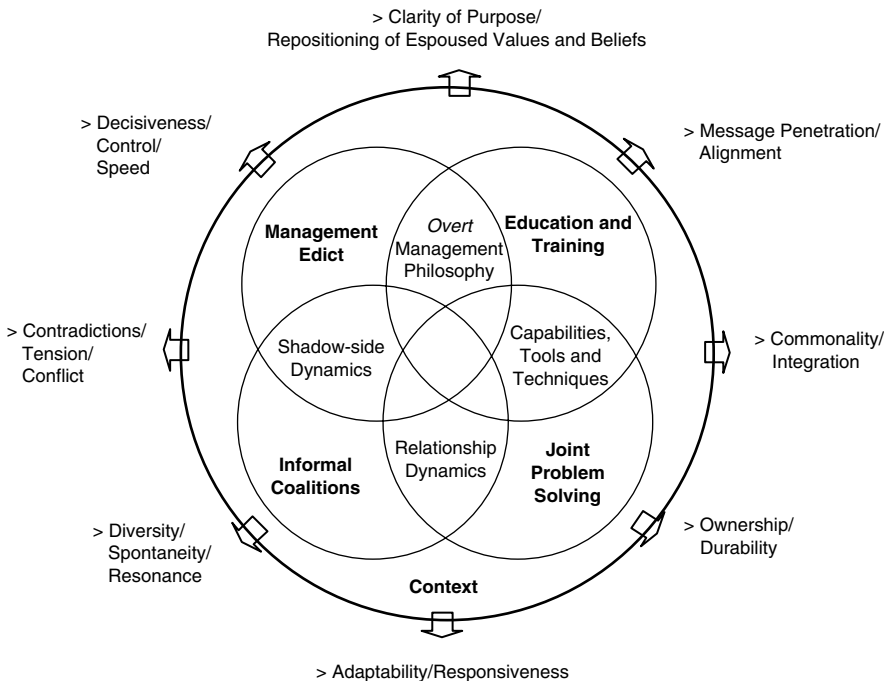 > Clarity of Purpose/
Repositioning of Espoused Values and Beliefs
> Decisiveness/
Control/
Speed
> Message Penetration/
Alignment
Management
Edict
Overt
Management
Philosophy
Education and
Training
> Contradictions/
Tension/
Conflict
Shadow-side
Dynamics
Capabilities,
Tools and
Techniques
> Commonality/
Integration
Informal
Coalitions
Relationship
Dynamics
Joint
Problem
Solving
> Diversity/
Spontaneity/
Resonance
> Ownership/
Durability
Context
> Adaptability/Responsiveness